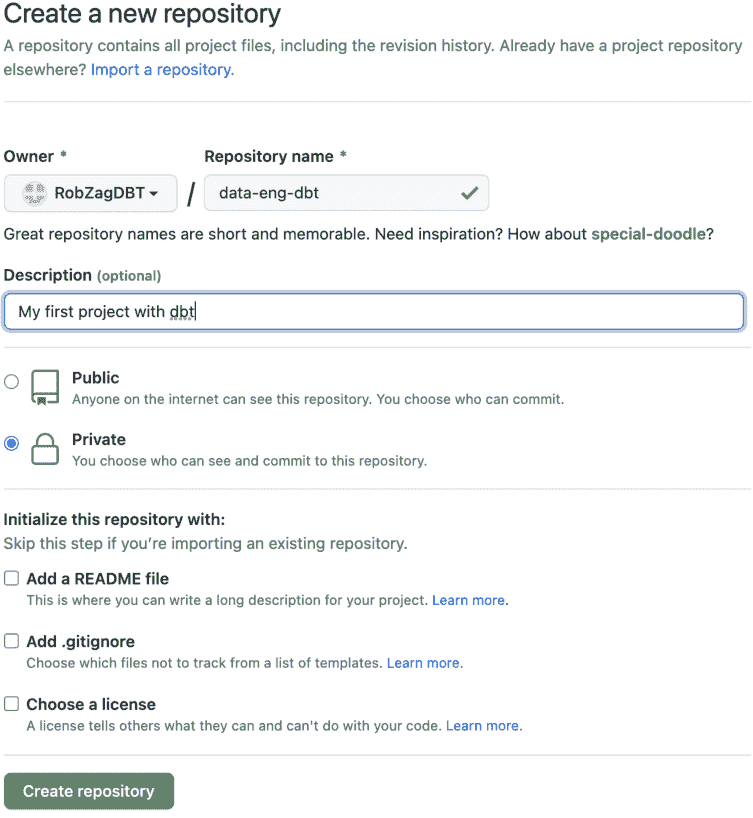 Create a new repository
A repository contains all project files, including the revision history. Already have a project repository
elsewhere? Import a repository.
Owner * Repository name *
RobZagDBT / data-eng-dbt
Great repository names are short and memorable. Need inspiration? How about special-doodle?
Description (optional)
My first project with dbt
Public
Anyone on the internet can see this repository. You choose who can commit.
Private
You choose who can see and commit to this repository.
Initialize this repository with:
Skip this step if you’re importing an existing repository.
Add a README file
This is where you can write a long description for your project. Learn more.
Add .gitignore
Choose which files not to track from a list of templates. Learn more.
Choose a license
A license tells others what they can and can't do with your code. Learn more.
Create repository